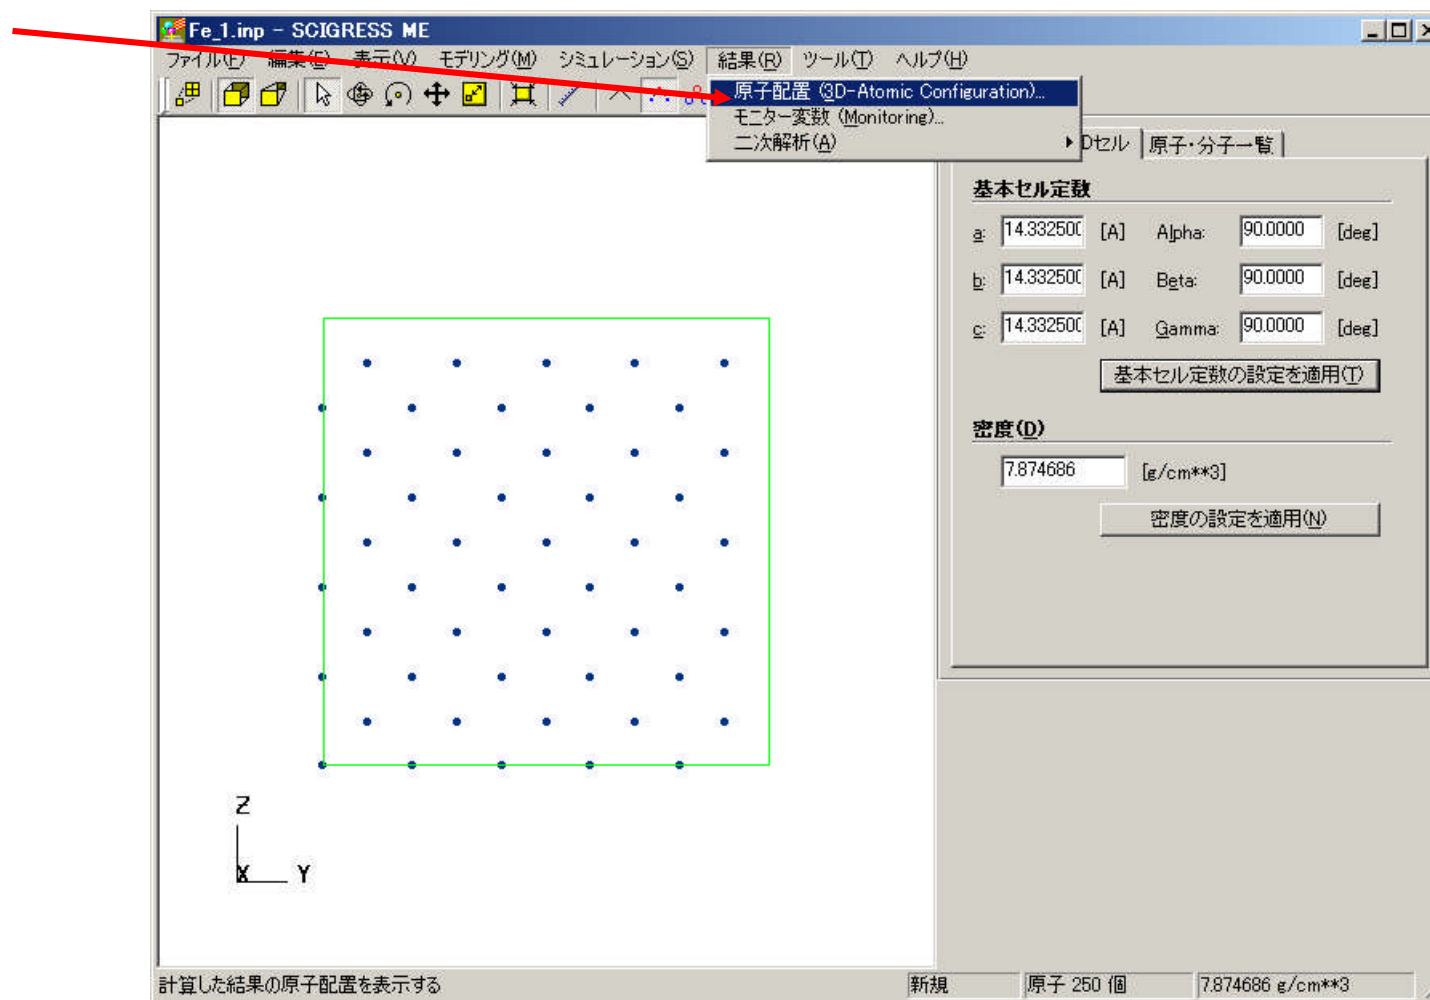 Fe_1.inp - SCIGRESS ME
ファイル(F) 編集(E) 表示(V) モデリング(M) シミュレーション(S) 結果(R) ツール(T) ヘルプ(H)
原子配置 (3D-Atomic Configuration)...
モニター変数 (Monitoring)...
二次解析(A)
Dセル 原子・分子一覧
基本セル定数
a: 14.332500 [A] Alpha: 90.0000 [deg]
b: 14.332500 [A] Beta: 90.0000 [deg]
c: 14.332500 [A] Gamma: 90.0000 [deg]
基本セル定数の設定を適用(T)
密度(D)
7.874686 [g/cm**3]
密度の設定を適用(N)
Z
X Y
計算した結果の原子配置を表示する 新規 原子 250 個 7.874686 g/cm**3